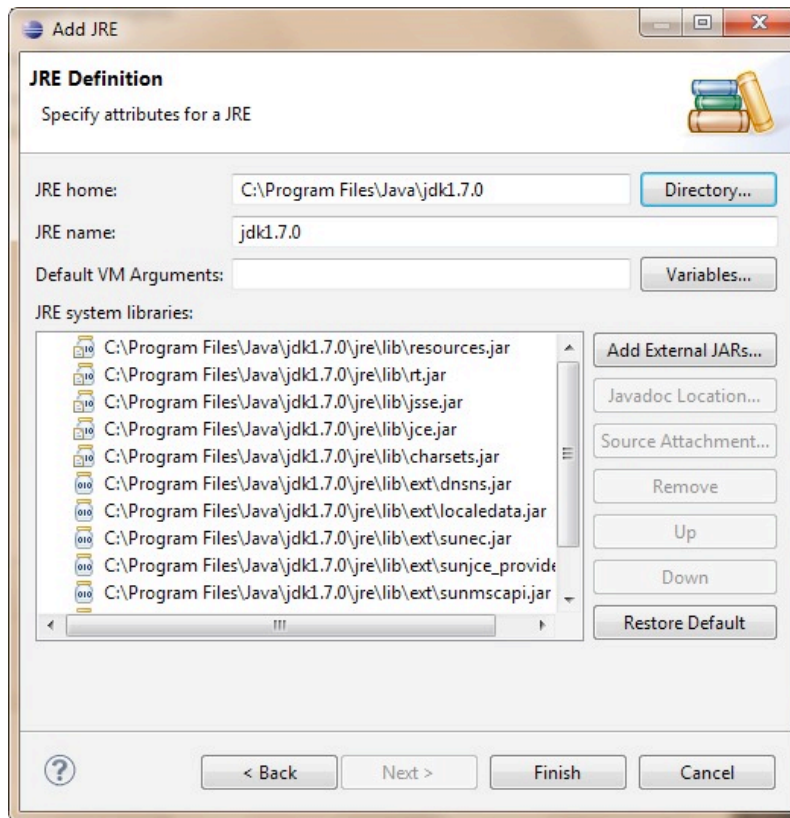 Add JRE
JRE Definition
Specify attributes for a JRE
JRE home: C:\Program Files\Java\jdk1.7.0 Directory...
JRE name: jdk1.7.0
Default VM Arguments: Variables...
JRE system libraries:
C:\Program Files\Java\jdk1.7.0\jre\lib\resources.jar
C:\Program Files\Java\jdk1.7.0\jre\lib\rt.jar
C:\Program Files\Java\jdk1.7.0\jre\lib\jsse.jar
C:\Program Files\Java\jdk1.7.0\jre\lib\jce.jar
C:\Program Files\Java\jdk1.7.0\jre\lib\charsets.jar
C:\Program Files\Java\jdk1.7.0\jre\lib\ext\dnsns.jar
C:\Program Files\Java\jdk1.7.0\jre\lib\ext\localedata.jar
C:\Program Files\Java\jdk1.7.0\jre\lib\ext\sunec.jar
C:\Program Files\Java\jdk1.7.0\jre\lib\ext\sunjce_provide
C:\Program Files\Java\jdk1.7.0\jre\lib\ext\sunmscapi.jar
Add External JARs...
Javadoc Location...
Source Attachment...
Remove
Up
Down
Restore Default
? < Back Next > Finish Cancel